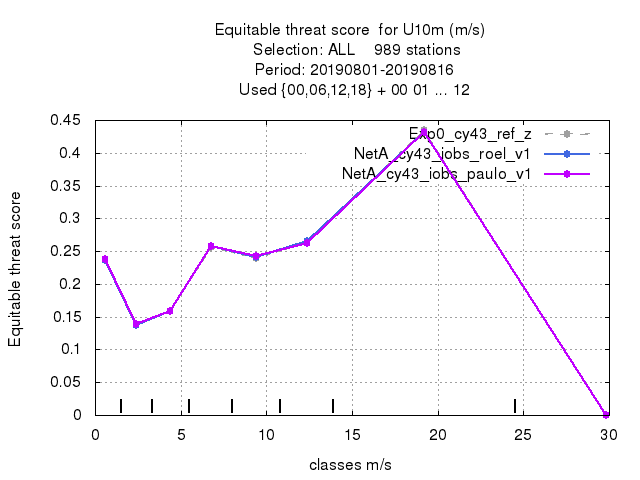 Equitable threat score  for U10m (m/s)
Selection: ALL    989 stations
Period: 20190801-20190816
Used {00,06,12,18} + 00 01 ... 12
0.45
0.4
0.35
0.3
0.25
0.2
0.15
0.1
0.05
0
Equitable threat score
Exp0_cy43_ref_z
NetA_cy43_iobs_roel_v1
NetA_cy43_iobs_paulo_v1
0 5 10 15 20 25 30
classes m/s